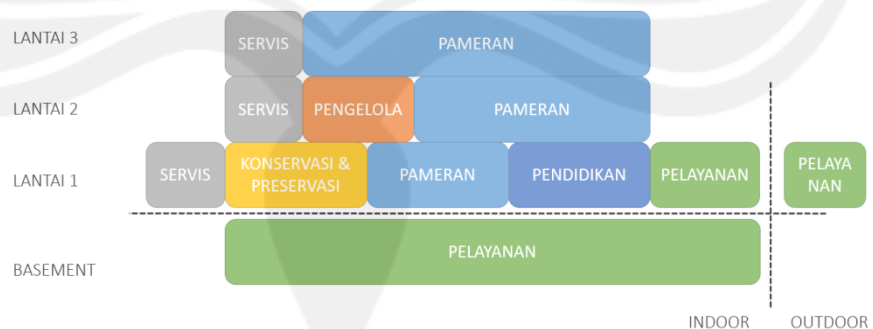 LANTAI 3
SERVIS
PAMERAN
LANTAI 2
SERVIS
PENGELOLA
PAMERAN
LANTAI 1
SERVIS
KONSERVASI &
PRESERVASI
PAMERAN
PENDIDIKAN
PELAYANAN
PELAYA
NAN
BASEMENT
PELAYANAN
INDOOR
OUTDOOR